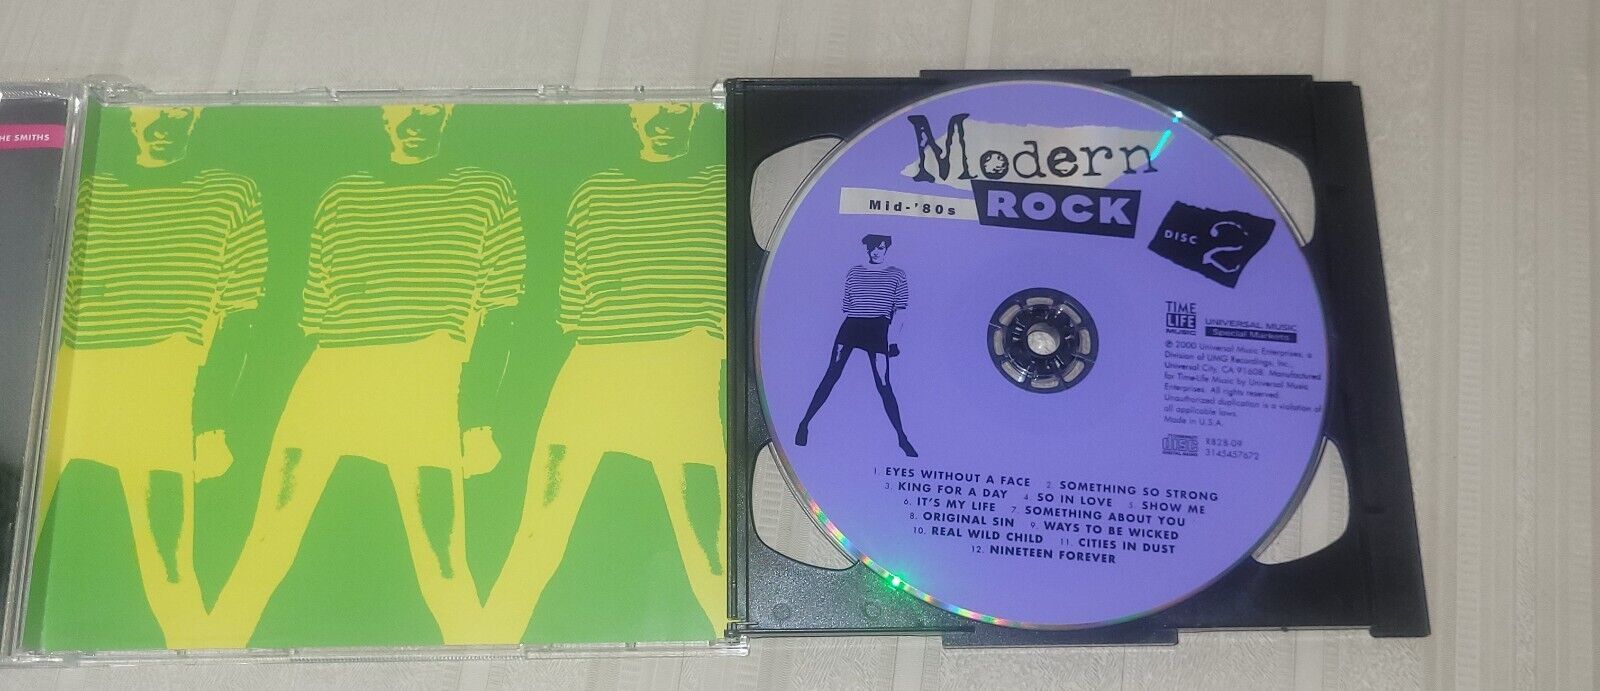 HE SMITHS
Modern
Mid-'80s ROCK
DISC 2
TIME
LIFE
MUSIC
UNIVERSAL MUSIC
Special Markets
℗ 2000 Universal Music Enterprises, a
Division of UMG Recordings, Inc.,
Universal City, CA 91608. Manufactured
for Time-Life Music by Universal Music
Enterprises. All rights reserved.
Unauthorized duplication is a violation of
all applicable laws.
Made in U.S.A.
disc
DIGITAL AUDIO
R828-09
3145457672
1. EYES WITHOUT A FACE 2. SOMETHING SO STRONG
3. KING FOR A DAY 4. SO IN LOVE 5. SHOW ME
6. IT'S MY LIFE 7. SOMETHING ABOUT YOU
8. ORIGINAL SIN 9. WAYS TO BE WICKED
10. REAL WILD CHILD 11. CITIES IN DUST
12. NINETEEN FOREVER